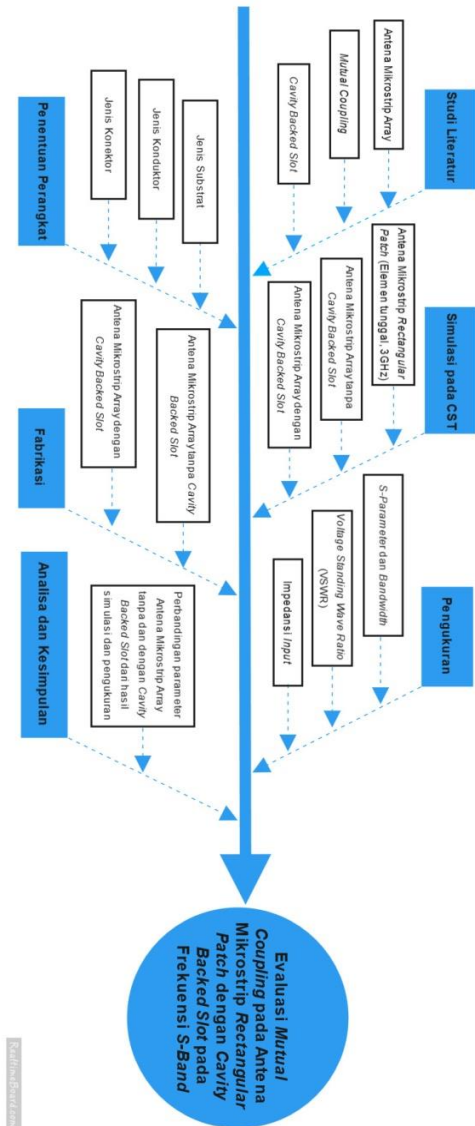 Studi Literatur
Antena Mikrostrip Array
Mutual Coupling
Cavity Backed Slot
Simulasi pada CST
Antena Mikrostrip Rectangular
Patch (Elemen tunggal, 3GHz)
Antena Mikrostrip Array tanpa
Cavity Backed Slot
Antena Mikrostrip Array dengan
Cavity Backed Slot
Pengukuran
S-Parameter dan Bandwidth
Voltage Standing Wave Ratio
(VSWR)
Impedansi Input
Jenis Substrat
Jenis Konduktor
Jenis Konektor
Penentuan Perangkat
Antena Mikrostrip Array tanpa Cavity
Backed Slot
Antena Mikrostrip Array dengan
Cavity Backed Slot
Fabrikasi
Perbandingan parameter
Antena Mikrostrip Array
tanpa dan dengan Cavity
Backed Slot dari hasil
simulasi dan pengukuran
Analisa dan Kesimpulan
Evaluasi Mutual
Coupling pada Antena
Mikrostrip Rectangular
Patch dengan Cavity
Backed Slot pada
Frekuensi S-Band
RealtimeBoard.com